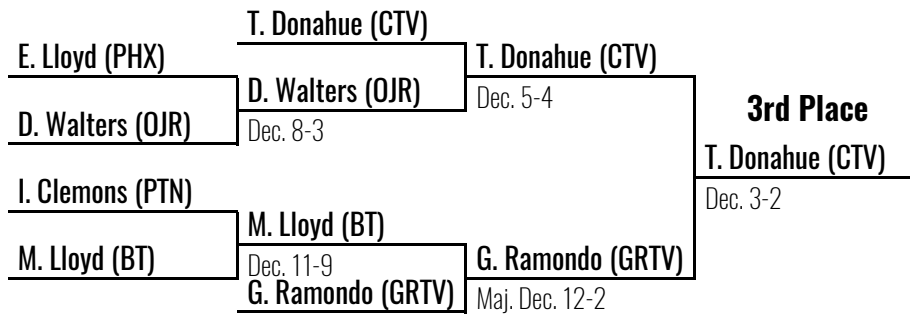 T. Donahue (CTV)
E. Lloyd (PHX)
T. Donahue (CTV)
D. Walters (OJR)
Dec. 5-4
3rd Place
D. Walters (OJR)
Dec. 8-3
T. Donahue (CTV)
I. Clemons (PTN)
Dec. 3-2
M. Lloyd (BT)
M. Lloyd (BT)
Dec. 11-9
G. Ramondo (GRTV)
G. Ramondo (GRTV)
Maj. Dec. 12-2